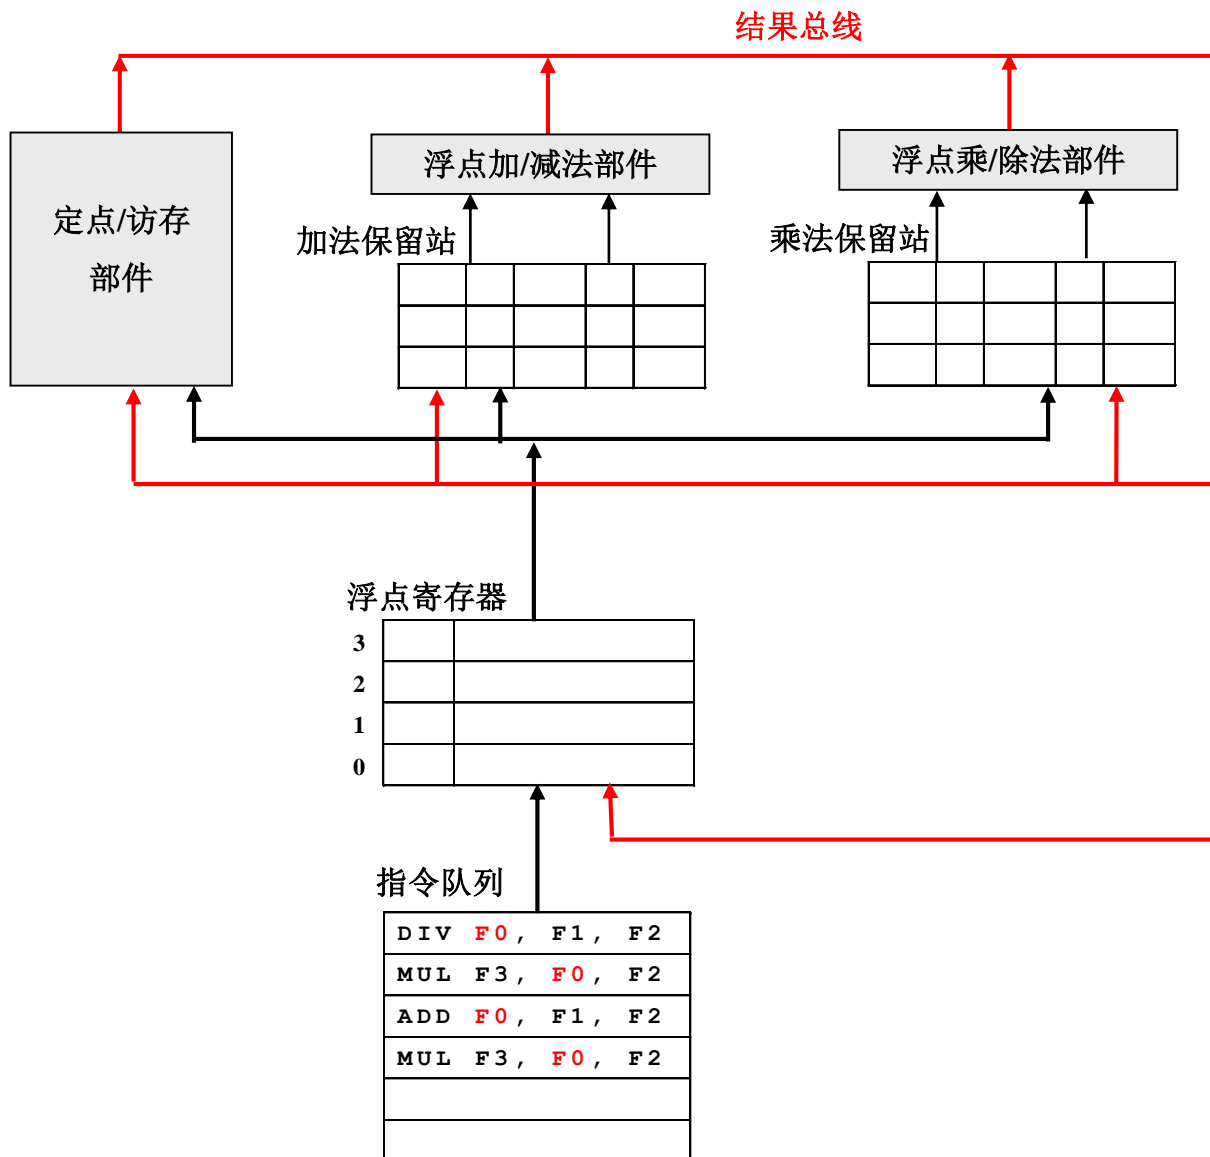 结果总线
定点/访存
部件
浮点加/减法部件
浮点乘/除法部件
加法保留站
乘法保留站
浮点寄存器
3
2
1
0
指令队列
DIV F0, F1, F2
MUL F3, F0, F2
ADD F0, F1, F2
MUL F3, F0, F2